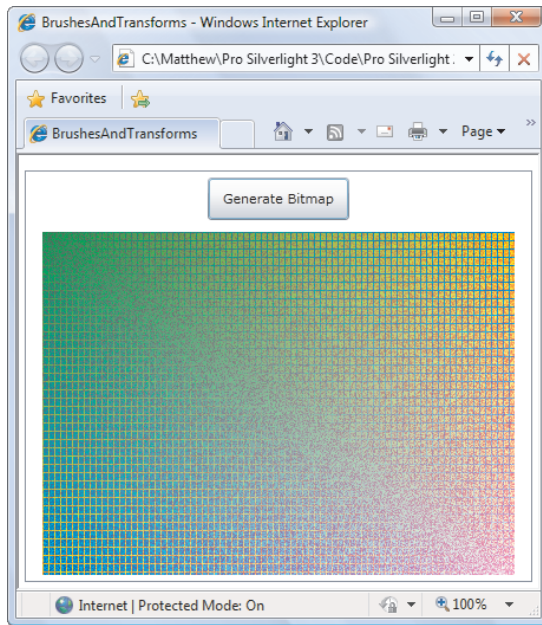 BrushesAndTransforms - Windows Internet Explorer
C:\Matthew\Pro Silverlight 3\Code\Pro Silverlight
Favorites
BrushesAndTransforms
Page
Generate Bitmap
Internet | Protected Mode: On
100%